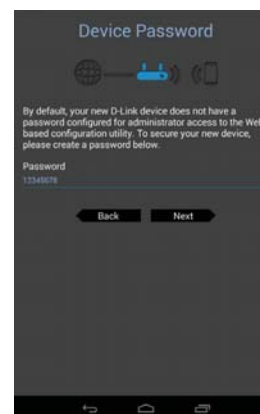 Device Password
By default, your new D-Link device does not have a
password configured for administrator access to the Web
based configuration utility. To secure your new device,
please create a password below.
Password
12345678
Back Next